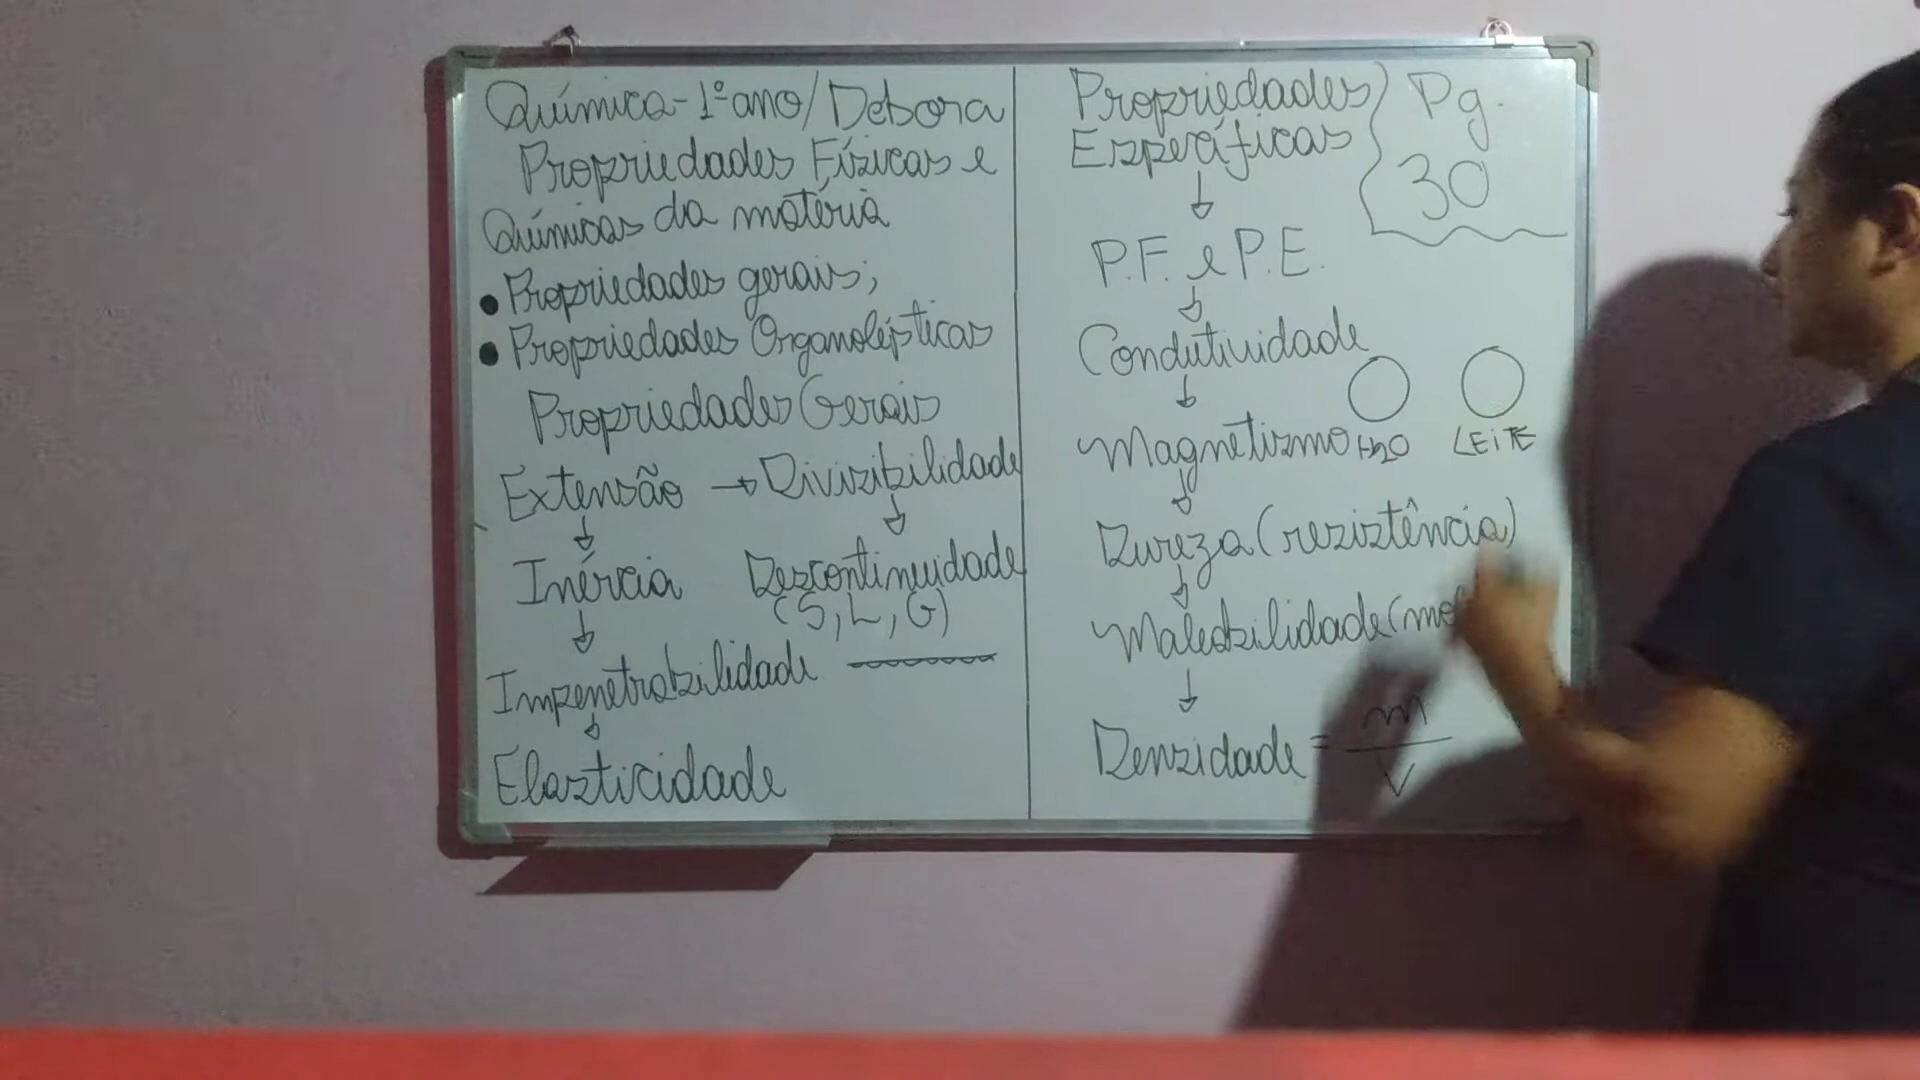 Química - 1º ano / Debora
Propriedades Físicas e
Químicas da matéria
• Propriedades gerais;
• Propriedades Organolépticas
Propriedades Gerais
Extensão → Divisibilidade
↓ ↓
Inércia Descontinuidade
(S, L, G)
↓
Impenetrabilidade
↓
Elasticidade
Propriedades
Específicas
↓
P.F. e P.E.
↓
Condutividade
↓
Magnetismo
↓
Dureza (resistência)
↓
Maleabilidade (mo
↓
Densidade = m
V
Pg.
30
H2O LEITE